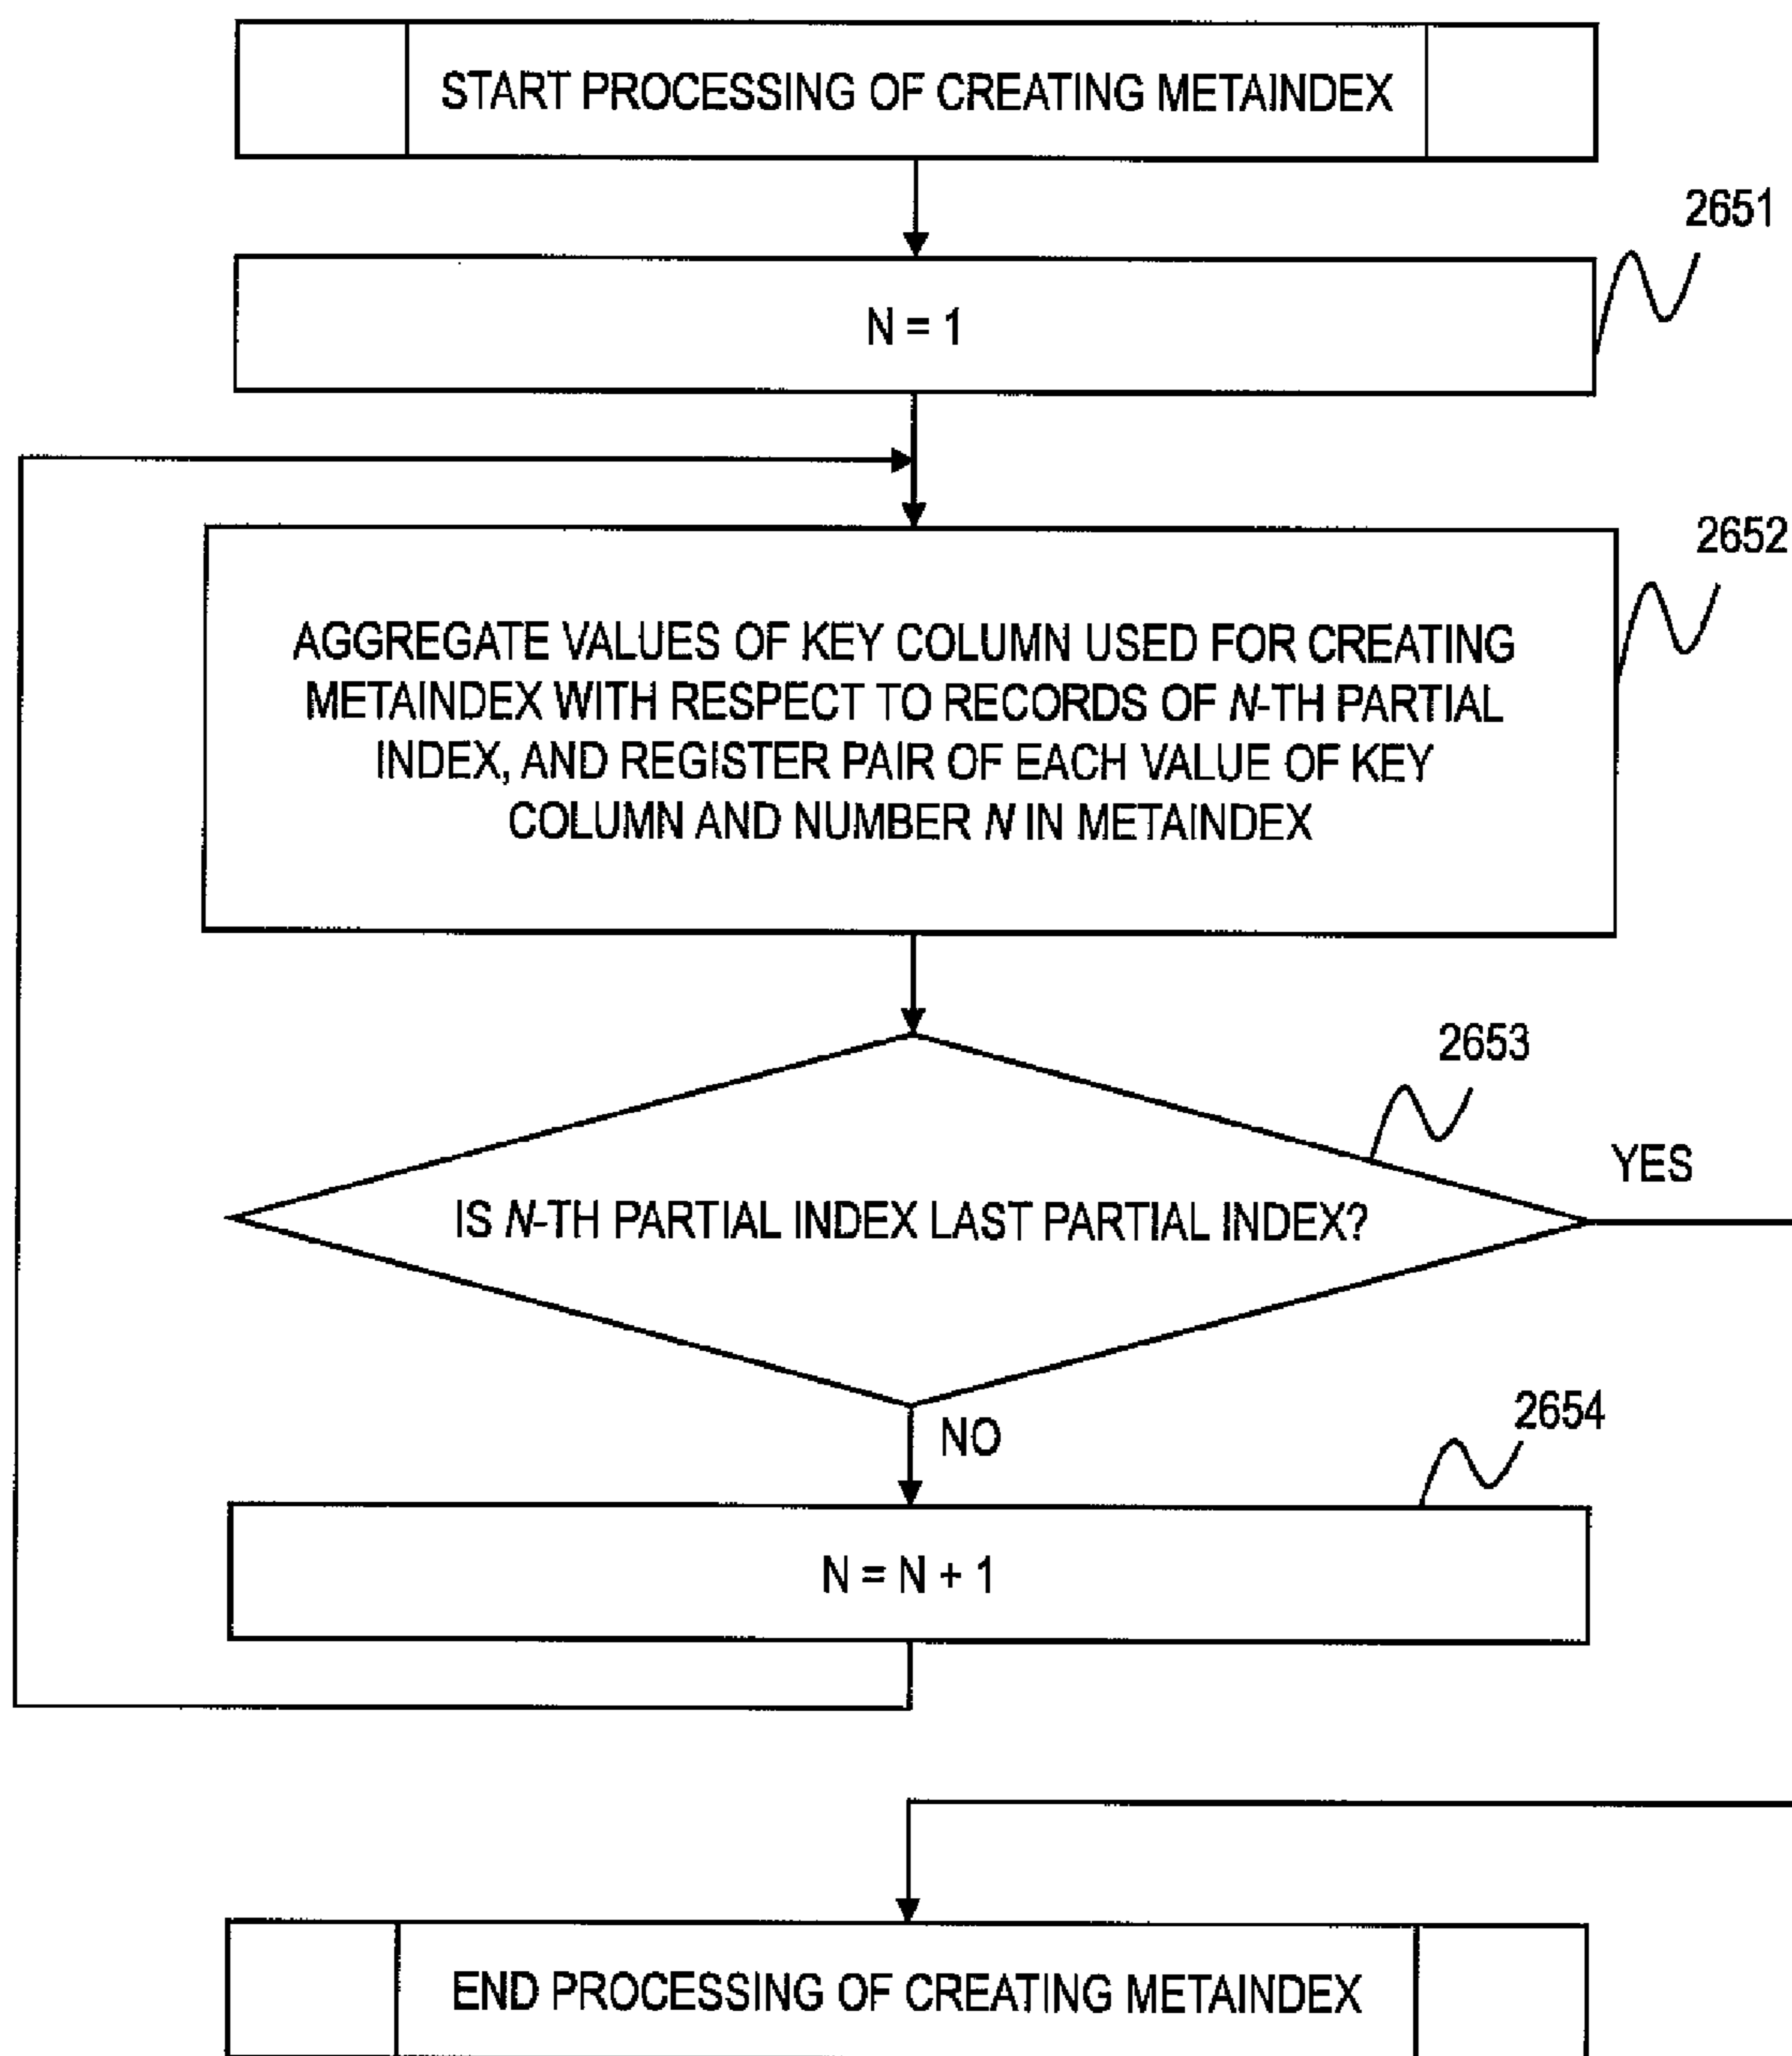 START PROCESSING OF CREATING METAINDEX
2651
N = 1
2652
AGGREGATE VALUES OF KEY COLUMN USED FOR CREATING
METAINDEX WITH RESPECT TO RECORDS OF N-TH PARTIAL
INDEX, AND REGISTER PAIR OF EACH VALUE OF KEY
COLUMN AND NUMBER N IN METAINDEX
2653
YES
IS N-TH PARTIAL INDEX LAST PARTIAL INDEX?
2654
NO
N = N + 1
END PROCESSING OF CREATING METAINDEX